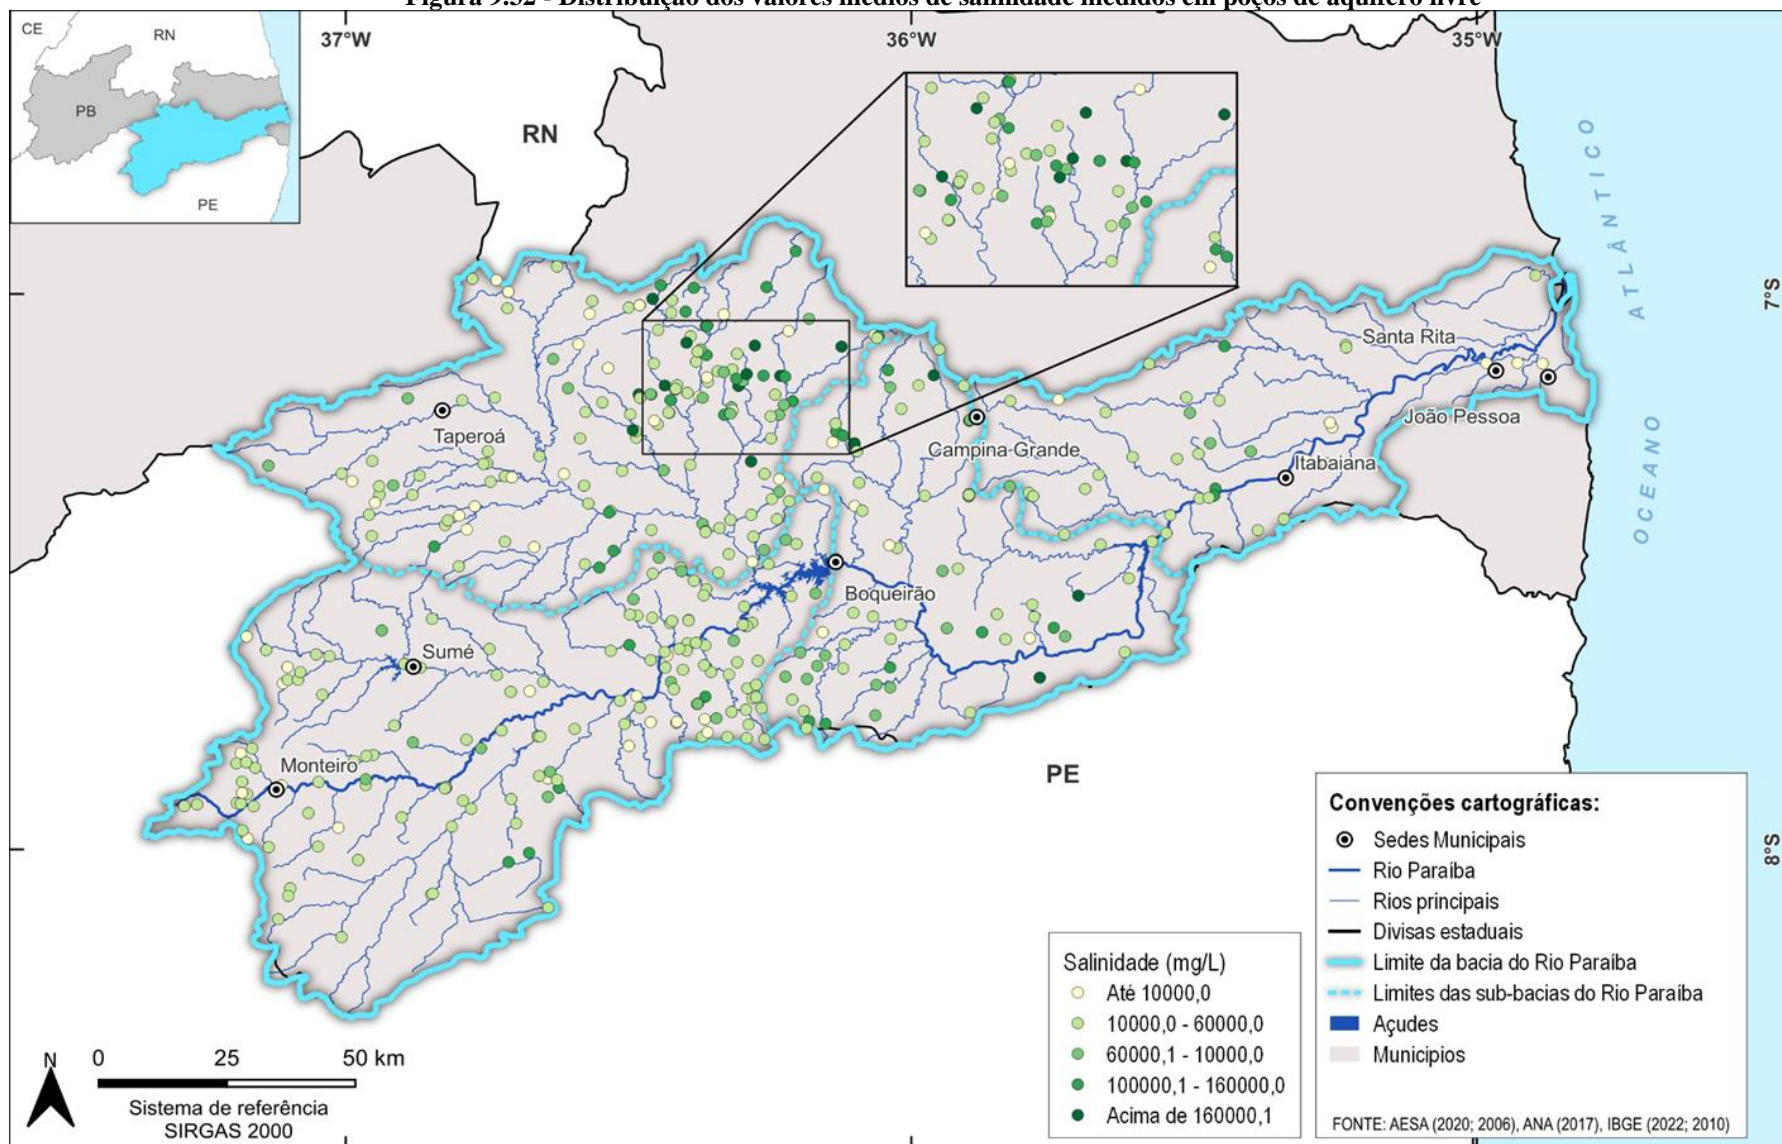 Figura 9.52 - Distribuição dos valores médios de salinidade medidos em poços de aquífero livre
CE
RN
PB
PE
37°W
36°W
35°W
RN
7°S
8°S
OCEANO ATLÂNTICO
Santa Rita
João Pessoa
Taperoá
Campina Grande
Itabaiana
Boqueirão
Sumé
Monteiro
PE
Salinidade (mg/L)
Até 10000,0
10000,0 - 60000,0
60000,1 - 10000,0
100000,1 - 160000,0
Acima de 160000,1
Convenções cartográficas:
Sedes Municipais
Rio Paraíba
Rios principais
Divisas estaduais
Limite da bacia do Rio Paraíba
Limites das sub-bacias do Rio Paraíba
Açudes
Municipios
FONTE: AESA (2020; 2006), ANA (2017), IBGE (2022; 2010)
N
0 25 50 km
Sistema de referência
SIRGAS 2000